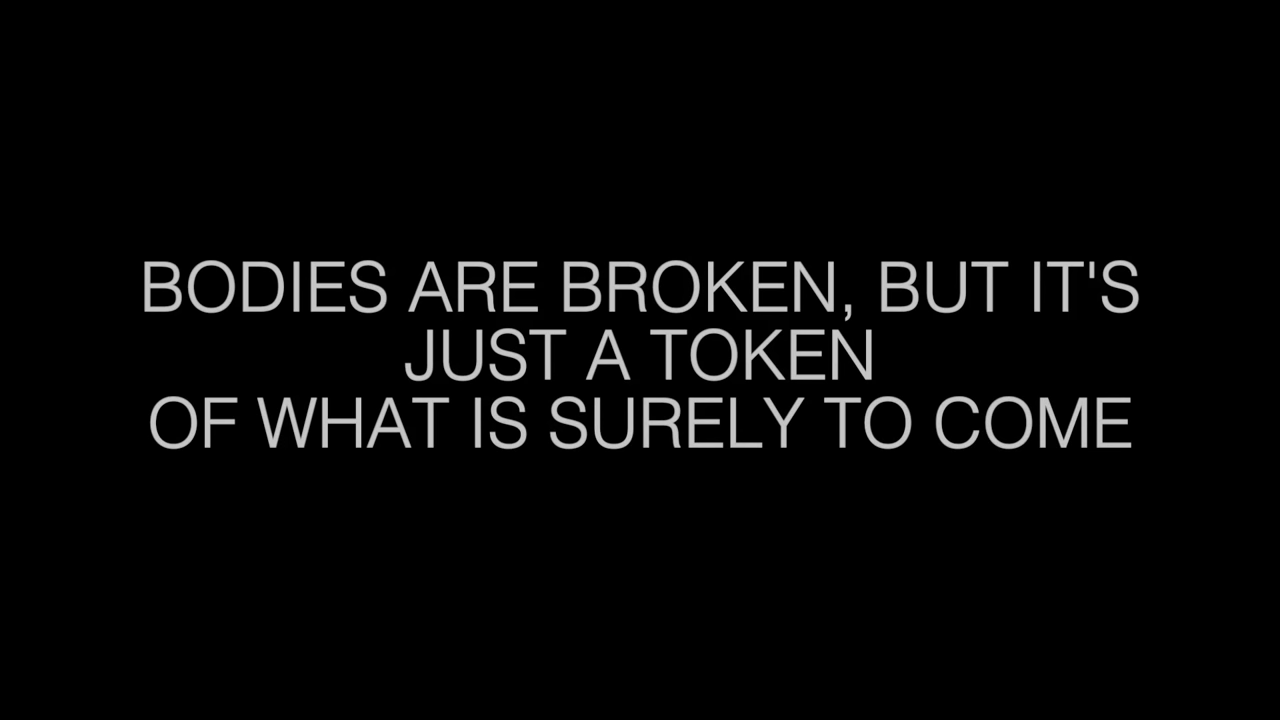 BODIES ARE BROKEN, BUT IT'S
JUST A TOKEN
OF WHAT IS SURELY TO COME